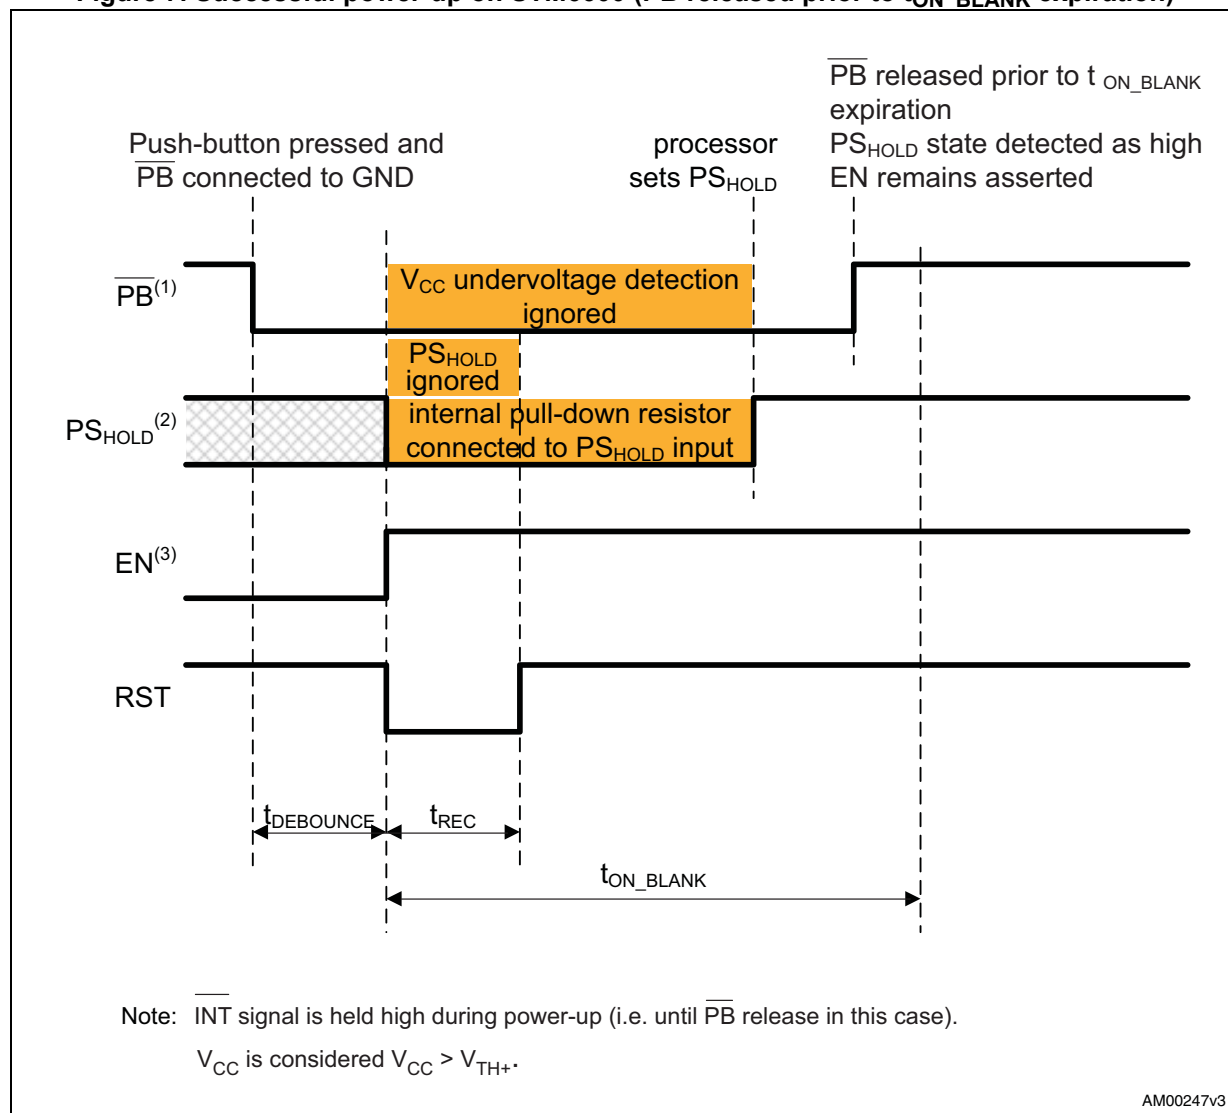 Push-button pressed and
PB connected to GND
processor
sets PSHOLD
PB released prior to t ON_BLANK
expiration
PSHOLD state detected as high
EN remains asserted
PB(1)
VCC undervoltage detection
ignored
PSHOLD
ignored
PSHOLD(2)
internal pull-down resistor
connected to PSHOLD input
EN(3)
RST
tDEBOUNCE
tREC
tON_BLANK
Note: INT signal is held high during power-up (i.e. until PB release in this case).
VCC is considered VCC > VTH+.
AM00247v3